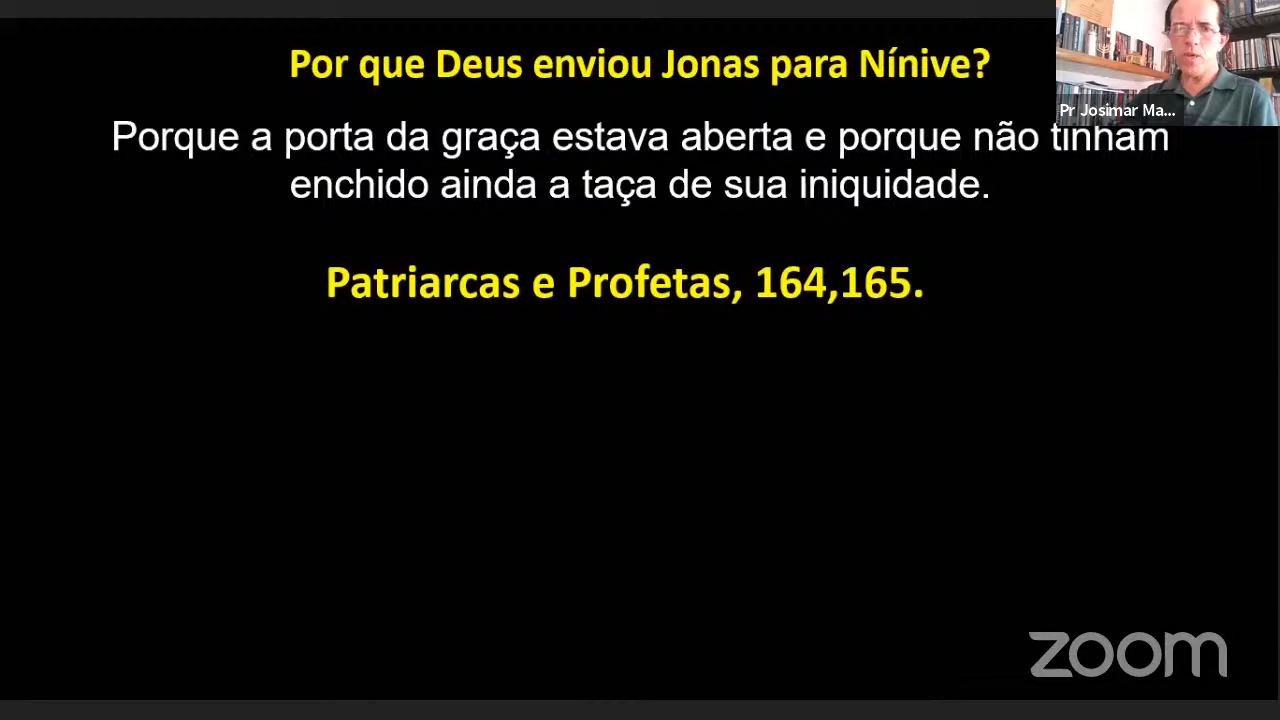 Por que Deus enviou Jonas para Nínive?
Pr Josimar Ma...
Porque a porta da graça estava aberta e porque não tinham
enchido ainda a taça de sua iniquidade.
Patriarcas e Profetas, 164,165.
zoom